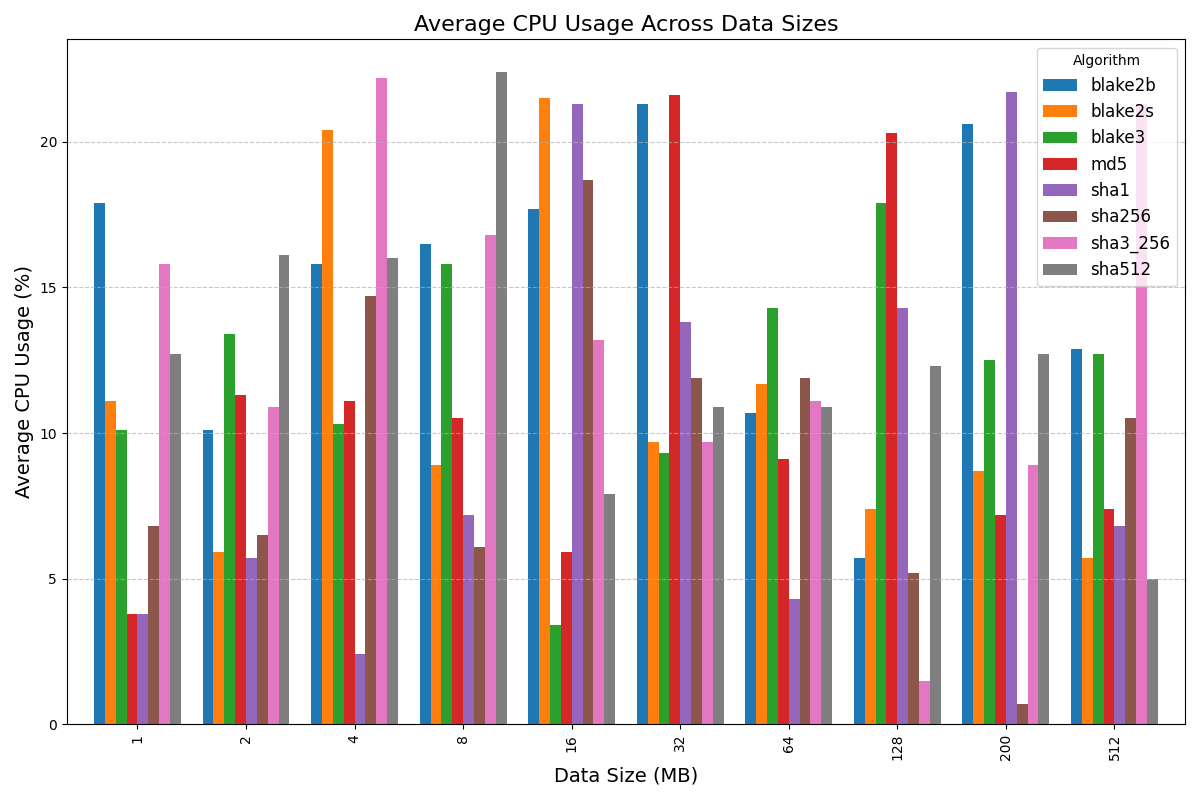 Average CPU Usage Across Data Sizes
Average CPU Usage (%)
20
15
10
5
0
Algorithm
blake2b
blake2s
blake3
md5
sha1
sha256
sha3_256
sha512
1
2
4
8
16
32
64
128
200
512
Data Size (MB)